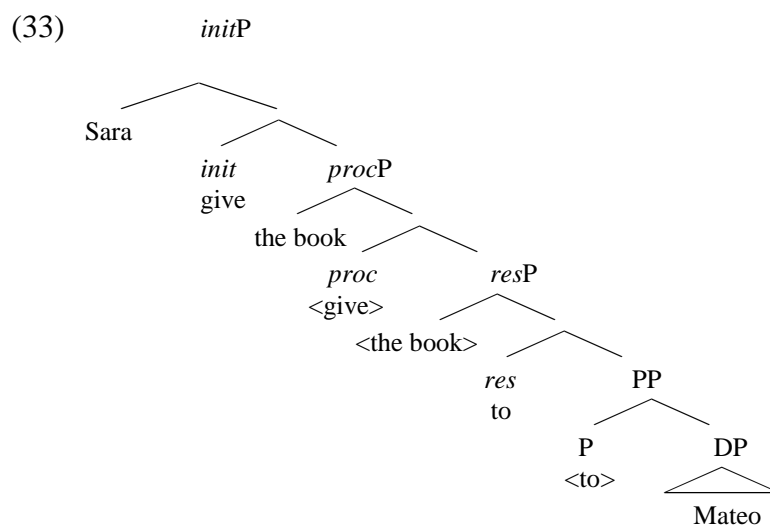 (33) initP
Sara
init procP
give
the book
proc resP
<give>
<the book>
res PP
to
P DP
<to>
Mateo